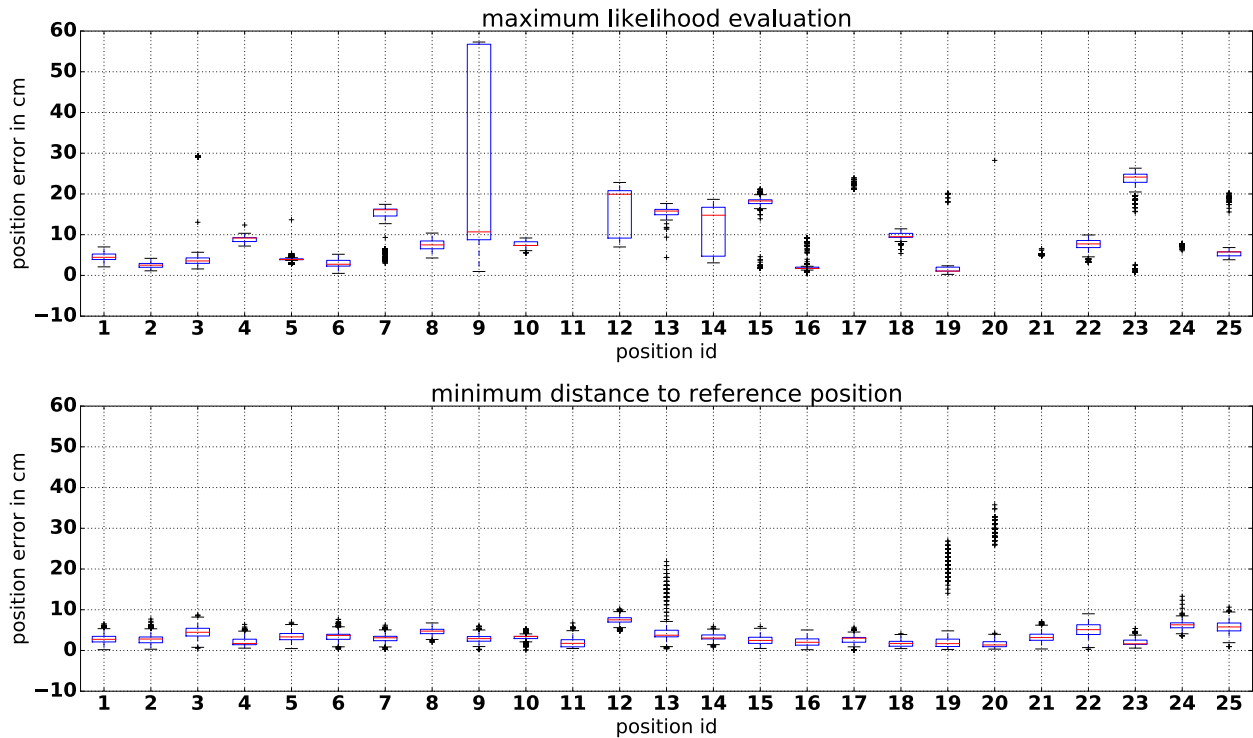 maximum likelihood evaluation
60
50
40
30
20
10
0
−10
position error in cm
1 2 3 4 5 6 7 8 9 10 11 12 13 14 15 16 17 18 19 20 21 22 23 24 25
position id
minimum distance to reference position
60
50
40
30
20
10
0
−10
position error in cm
1 2 3 4 5 6 7 8 9 10 11 12 13 14 15 16 17 18 19 20 21 22 23 24 25
position id